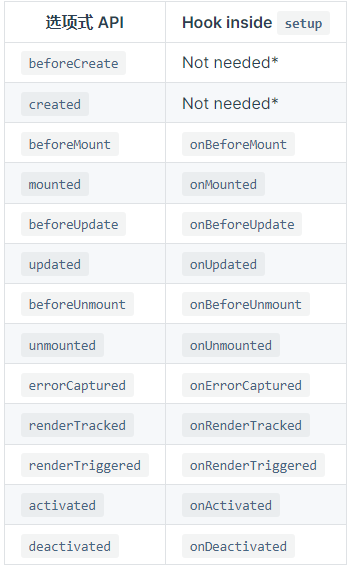 选项式 API Hook inside setup
beforeCreate Not needed*
created Not needed*
beforeMount onBeforeMount
mounted onMounted
beforeUpdate onBeforeUpdate
updated onUpdated
beforeUnmount onBeforeUnmount
unmounted onUnmounted
errorCaptured onErrorCaptured
renderTracked onRenderTracked
renderTriggered onRenderTriggered
activated onActivated
deactivated onDeactivated